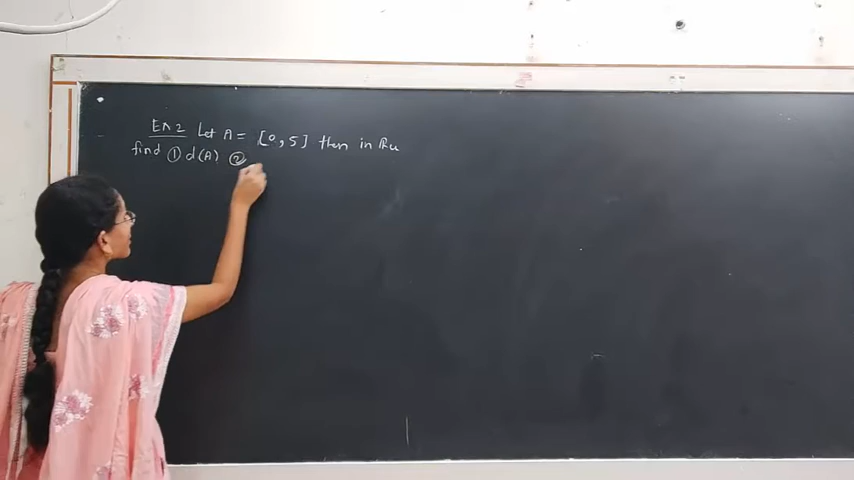 Ex 2 Let A = [0, 5] then in ℝu
find ① d(A) ②